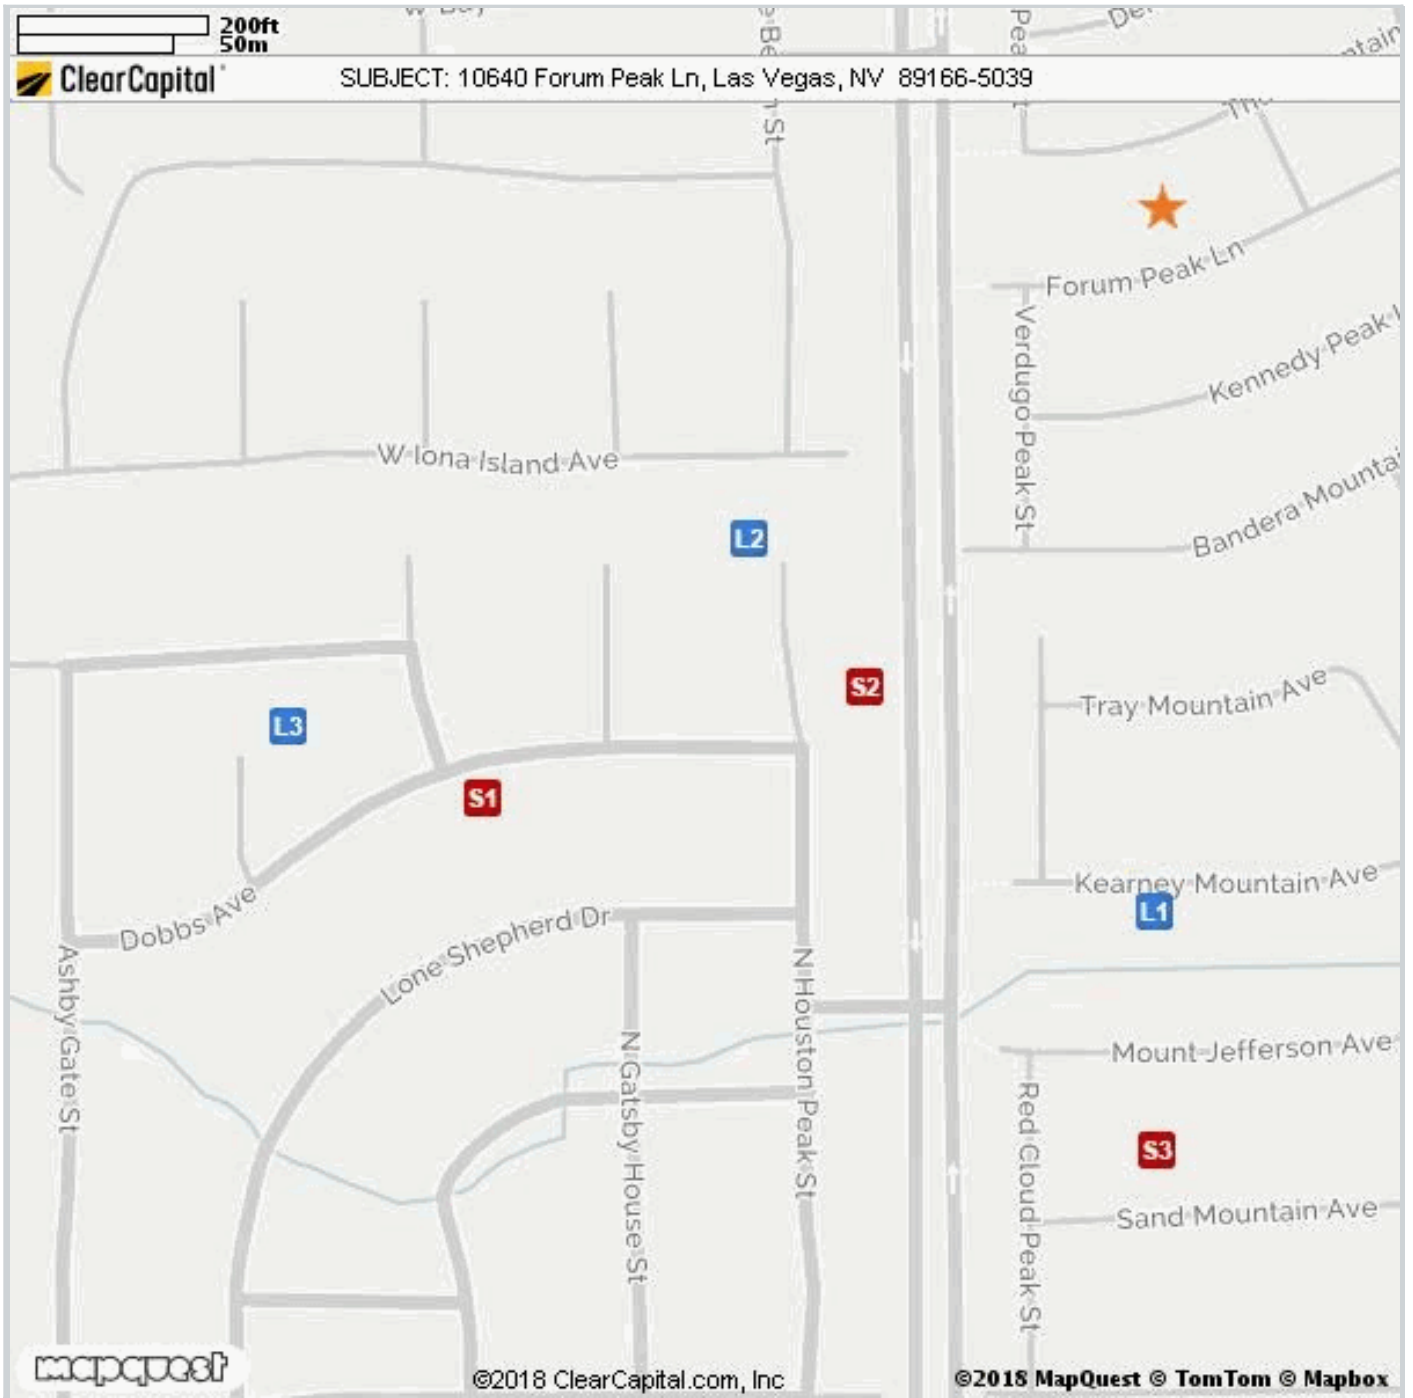 200ft
50m
ClearCapital
SUBJECT: 10640 Forum Peak Ln, Las Vegas, NV 89166-5039
Forum Peak Ln
Verdugo Peak St
Kennedy Peak
W Iona Island Ave
L2
Bandera
S2
Tray Mountain Ave
L3
S1
Kearney Mountain Ave
L1
Dobbs Ave
Lone Shepherd Dr
Ashby Gate St
N Houston Peak St
N Gatsby House St
Mount Jefferson Ave
Red Cloud Peak St
S3
Sand Mountain Ave
mapquest
©2018 ClearCapital.com, Inc
©2018 MapQuest © TomTom © Mapbox